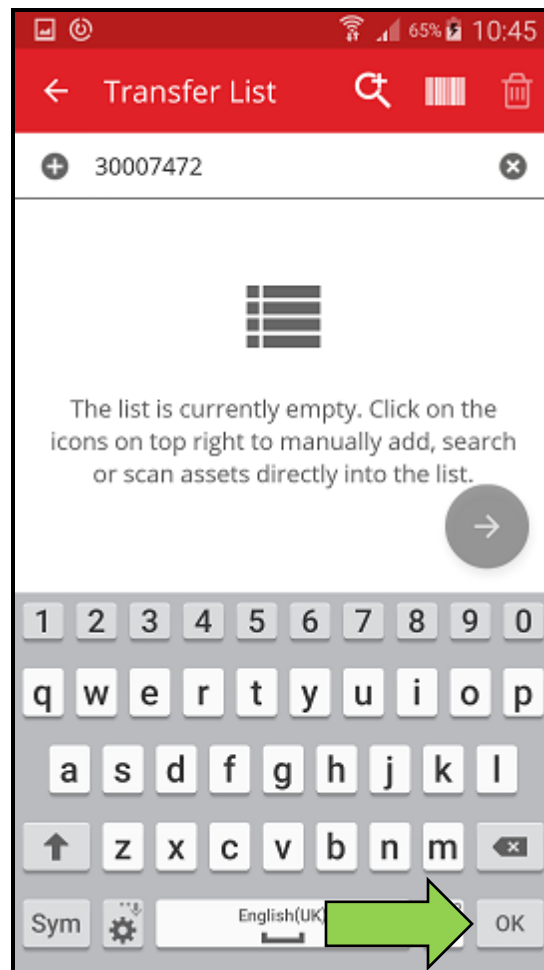 65% 10:45
Transfer List
30007472
The list is currently empty. Click on the
icons on top right to manually add, search
or scan assets directly into the list.
1 2 3 4 5 6 7 8 9 0
q w e r t y u i o p
a s d f g h j k l
z x c v b n m
Sym English(UK) OK